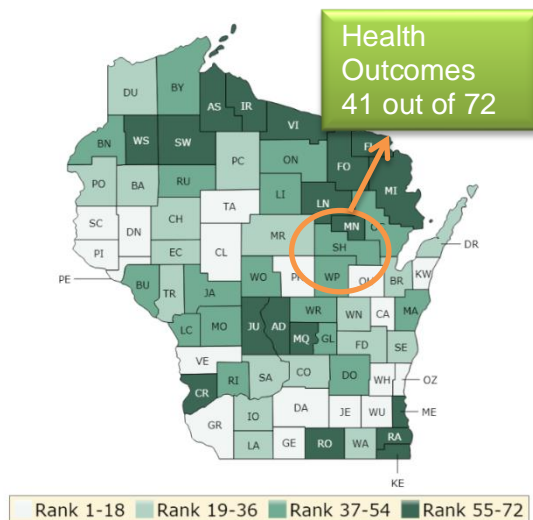 Health
Outcomes
41 out of 72
DU
BY
AS
IR
VI
BN
WS
SW
FO
MI
PC
ON
PO
BA
RU
LI
LN
TA
MN
SC
DN
CH
MR
SH
DR
PI
CL
EC
PE
BU
TR
JA
WO
WP
BR
KW
LC
MO
JU
AD
WR
WN
CA
MA
MQ
GL
FD
SE
VE
CR
RI
SA
CO
DO
WH
OZ
IO
DA
JE
WU
ME
GR
LA
GE
RO
WA
RA
KE
Rank 1-18 Rank 19-36 Rank 37-54 Rank 55-72